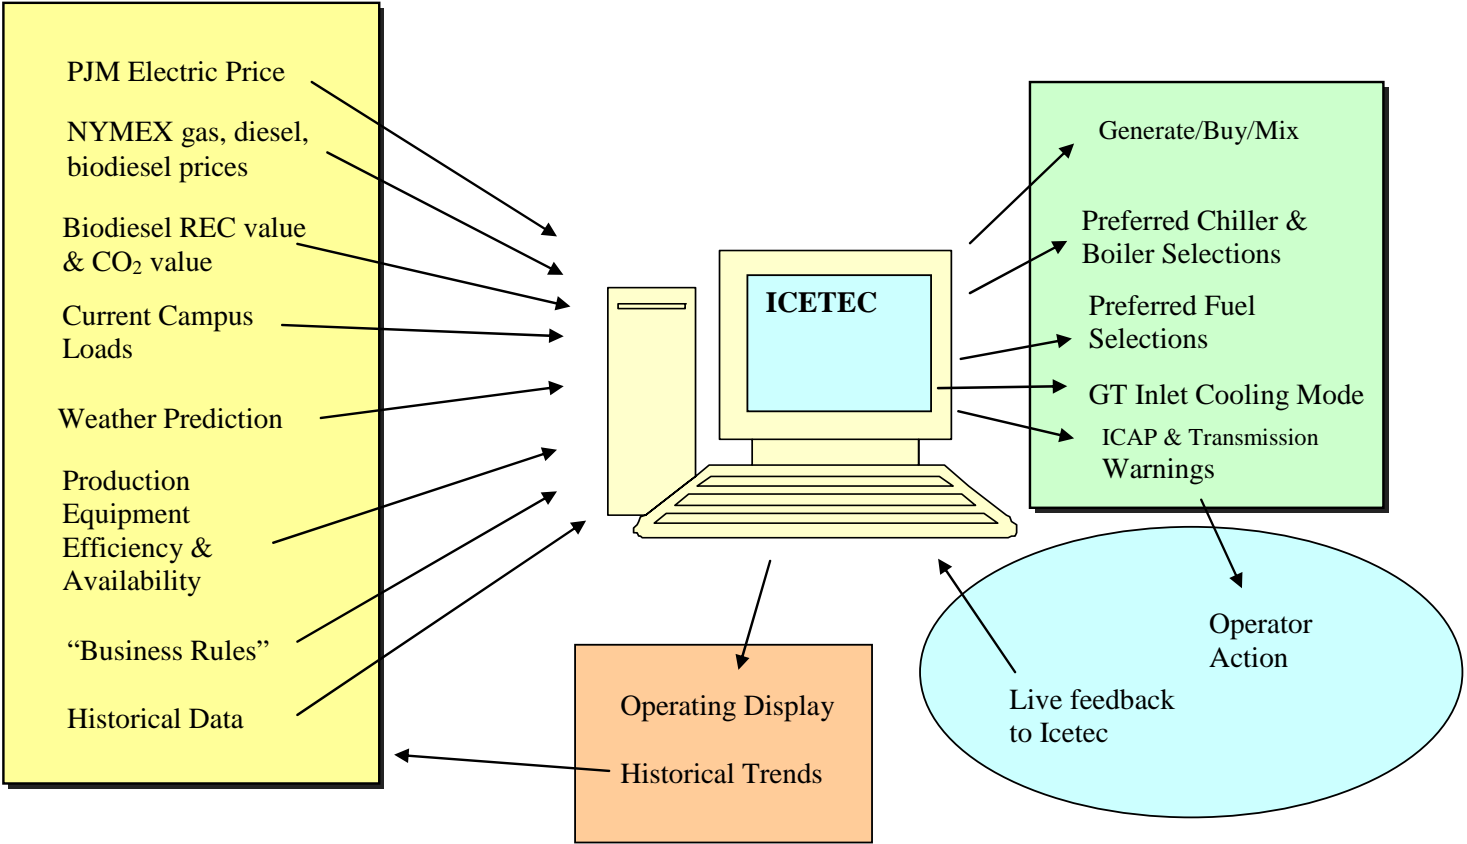 PJM Electric Price
NYMEX gas, diesel,
biodiesel prices
Biodiesel REC value
& CO₂ value
Current Campus
Loads
Weather Prediction
Production
Equipment
Efficiency &
Availability
“Business Rules”
Historical Data
ICETEC
Generate/Buy/Mix
Preferred Chiller &
Boiler Selections
Preferred Fuel
Selections
GT Inlet Cooling Mode
ICAP & Transmission
Warnings
Operator
Action
Live feedback
to Icetec
Operating Display
Historical Trends